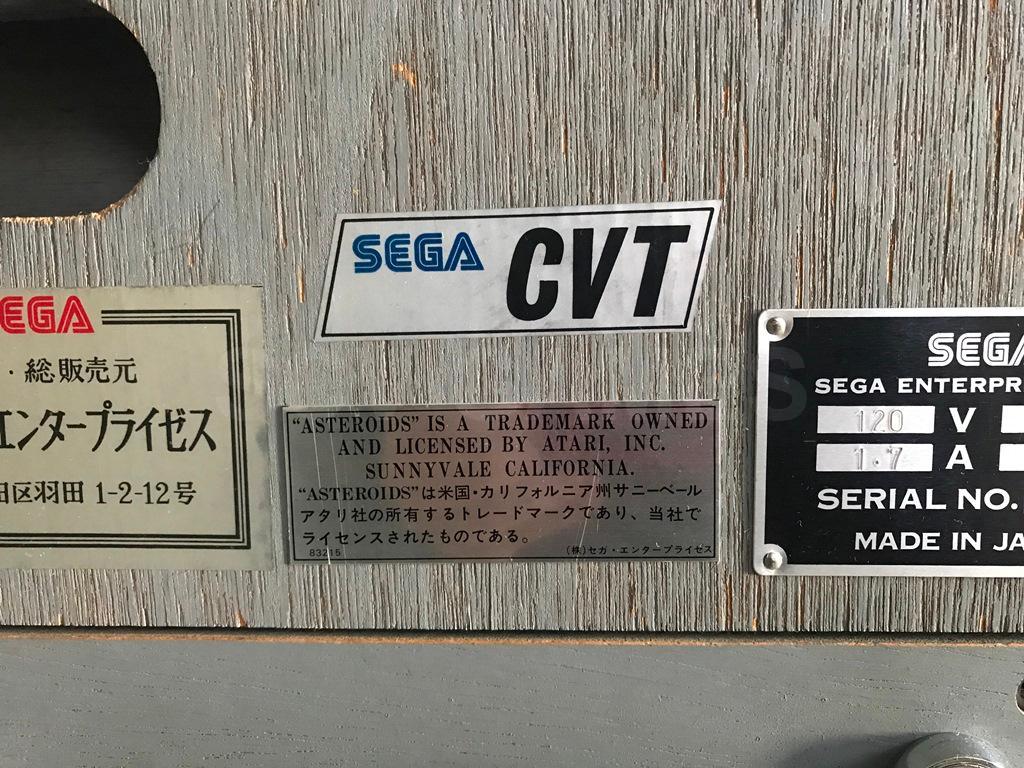 SEGA CVT
EGA
・総販売元
エンタープライゼス
田区羽田 1-2-12号
“ASTEROIDS” IS A TRADEMARK OWNED
AND LICENSED BY ATARI, INC.
SUNNYVALE CALIFORNIA.
“ASTEROIDS”は米国・カリフォルニア州サニーベール
アタリ社の所有するトレードマークであり、当社で
ライセンスされたものである。
83215 (株)セガ・エンタープライゼス
SEGA
SEGA ENTERPR
120 V
1.7 A
SERIAL NO.
MADE IN JA